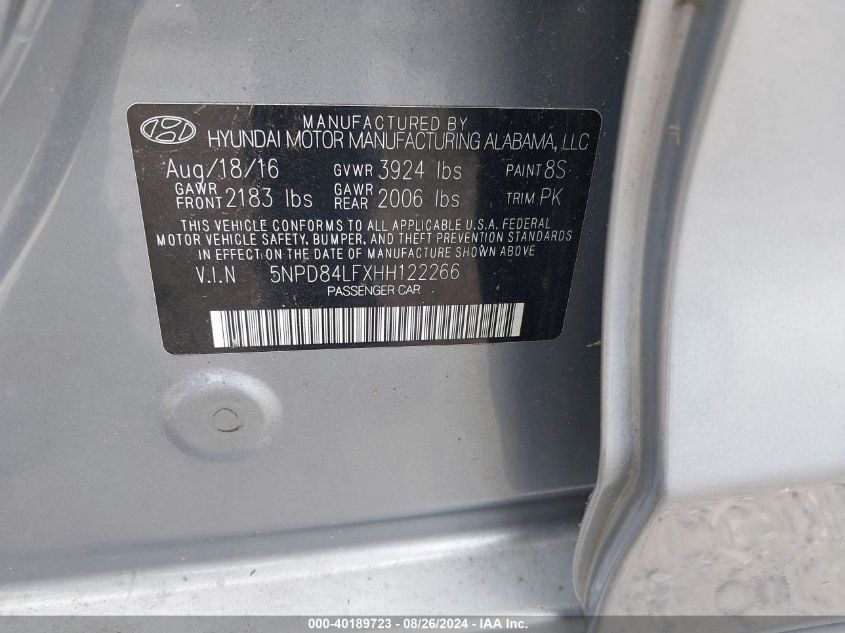 MANUFACTURED BY
HYUNDAI MOTOR MANUFACTURING ALABAMA, LLC
Aug/18/16 GVWR 3924 lbs PAINT 8S
GAWR FRONT 2183 lbs GAWR REAR 2006 lbs TRIM PK
THIS VEHICLE CONFORMS TO ALL APPLICABLE U.S.A. FEDERAL
MOTOR VEHICLE SAFETY, BUMPER, AND THEFT PREVENTION STANDARDS
IN EFFECT ON THE DATE OF MANUFACTURE SHOWN ABOVE
V.I.N 5NPD84LFXHH122266
PASSENGER CAR
000-40189723 - 08/26/2024 - IAA Inc.